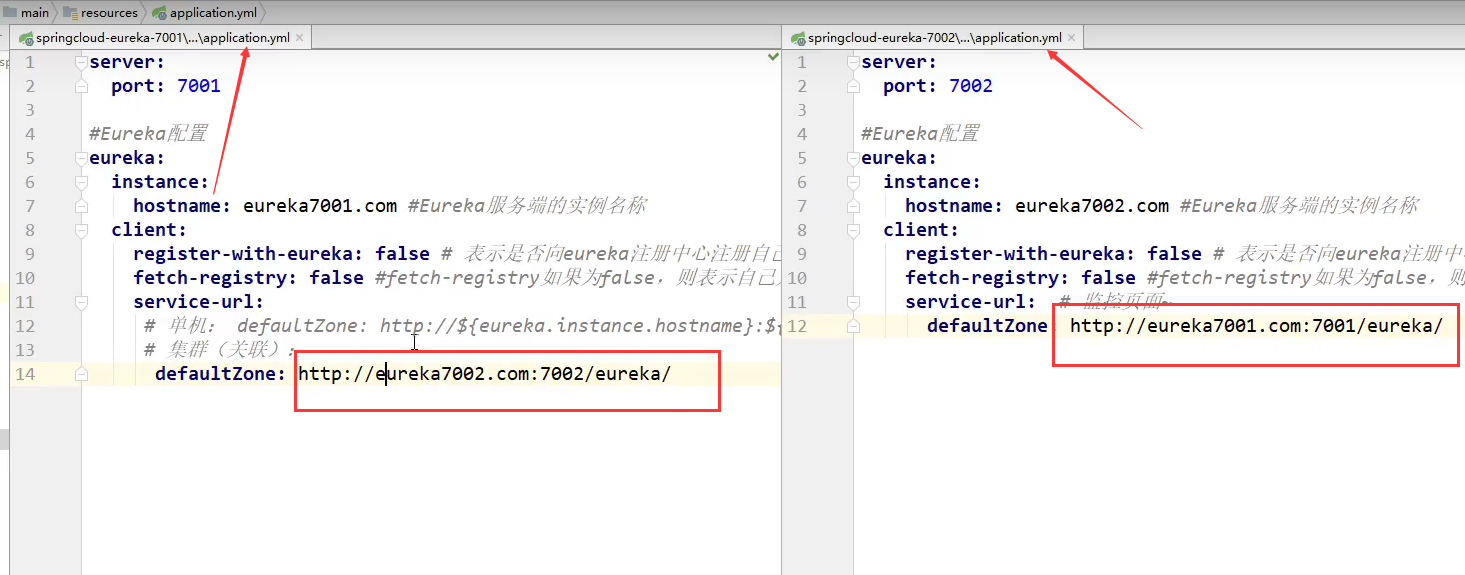 main resources application.yml
springcloud-eureka-7001\...\application.yml
1 server:
2 port: 7001
3
4 #Eureka配置
5 eureka:
6 instance:
7 hostname: eureka7001.com #Eureka服务端的实例名称
8 client:
9 register-with-eureka: false # 表示是否向eureka注册中心注册自己
10 fetch-registry: false #fetch-registry如果为false，则表示自己
11 service-url:
12 # 单机： defaultZone: http://${eureka.instance.hostname}:${
13 # 集群（关联）：
14 defaultZone: http://eureka7002.com:7002/eureka/
springcloud-eureka-7002\...\application.yml
1 server:
2 port: 7002
3
4 #Eureka配置
5 eureka:
6 instance:
7 hostname: eureka7002.com #Eureka服务端的实例名称
8 client:
9 register-with-eureka: false # 表示是否向eureka注册中
10 fetch-registry: false #fetch-registry如果为false，则
11 service-url: # 监控页面~
12 defaultZone: http://eureka7001.com:7001/eureka/